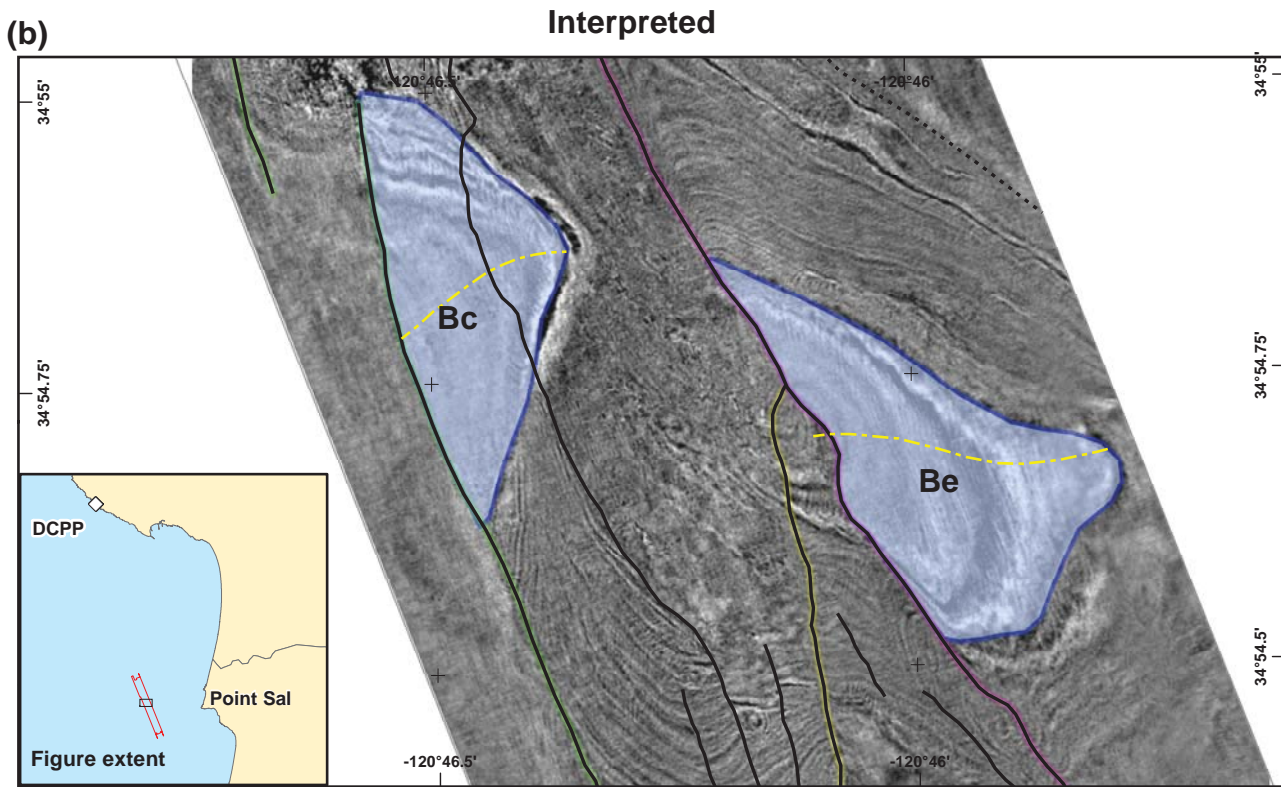 Interpreted
(b)
-120°46.5'
-120°46'
34°55'
34°55'
Bc
34°54.75'
34°54.75'
Be
DCPP
34°54.5'
Point Sal
Figure extent
-120°46.5'
-120°46'